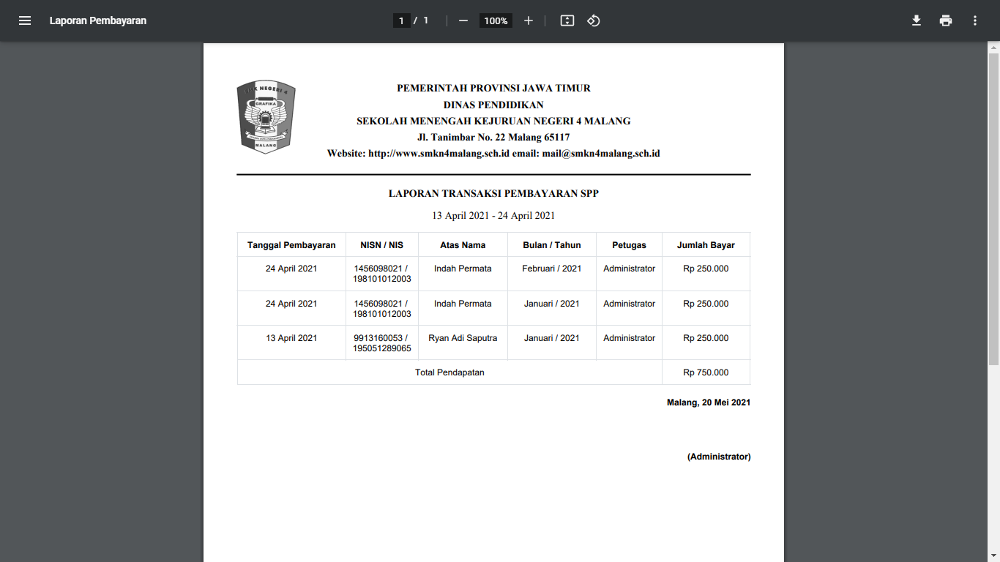 Laporan Pembayaran
1 / 1
100%
NEGERI 4
GRAFIKA
MALANG
PEMERINTAH PROVINSI JAWA TIMUR
DINAS PENDIDIKAN
SEKOLAH MENENGAH KEJURUAN NEGERI 4 MALANG
Jl. Tanimbar No. 22 Malang 65117
Website: http://www.smkn4malang.sch.id email: mail@smkn4malang.sch.id
LAPORAN TRANSAKSI PEMBAYARAN SPP
13 April 2021 - 24 April 2021
Tanggal Pembayaran NISN / NIS Atas Nama Bulan / Tahun Petugas Jumlah Bayar
24 April 2021 1456098021 / Indah Permata Februari / 2021 Administrator Rp 250.000
198101012003
24 April 2021 1456098021 / Indah Permata Januari / 2021 Administrator Rp 250.000
198101012003
13 April 2021 9913160053 / Ryan Adi Saputra Januari / 2021 Administrator Rp 250.000
195051289065
Total Pendapatan Rp 750.000
Malang, 20 Mei 2021
(Administrator)